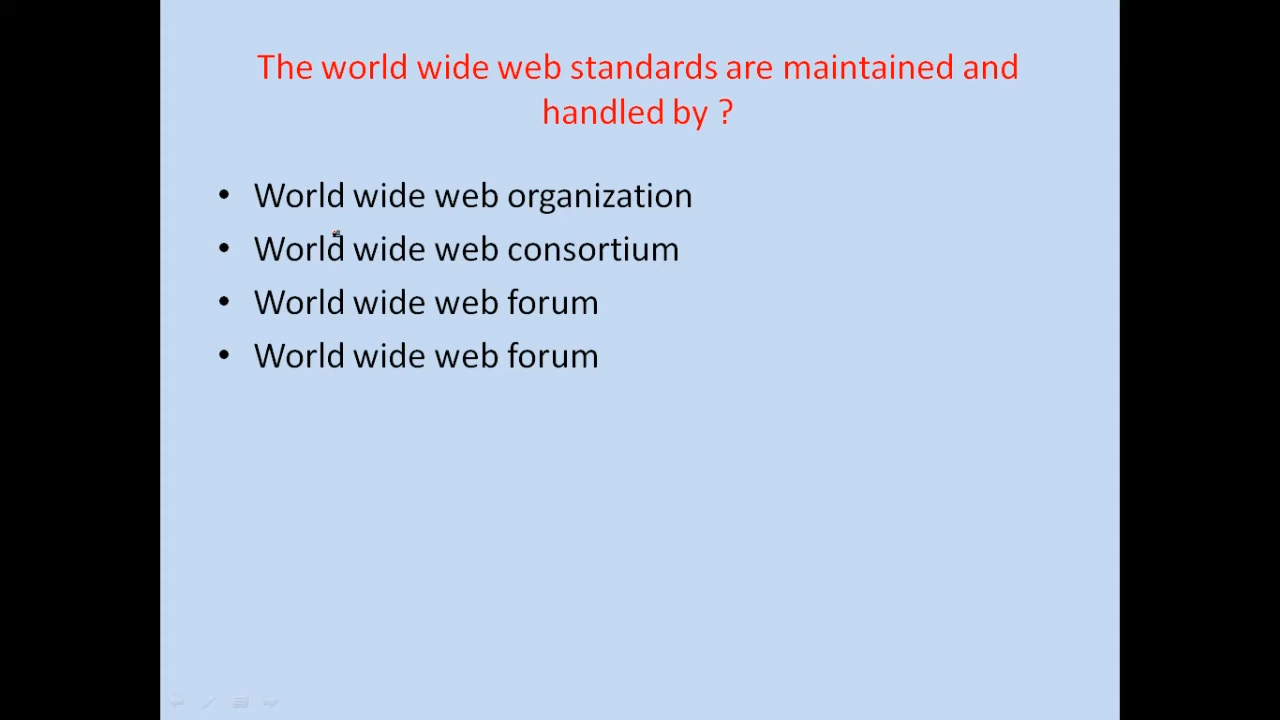 The world wide web standards are maintained and
handled by ?
• World wide web organization
• World wide web consortium
• World wide web forum
• World wide web forum